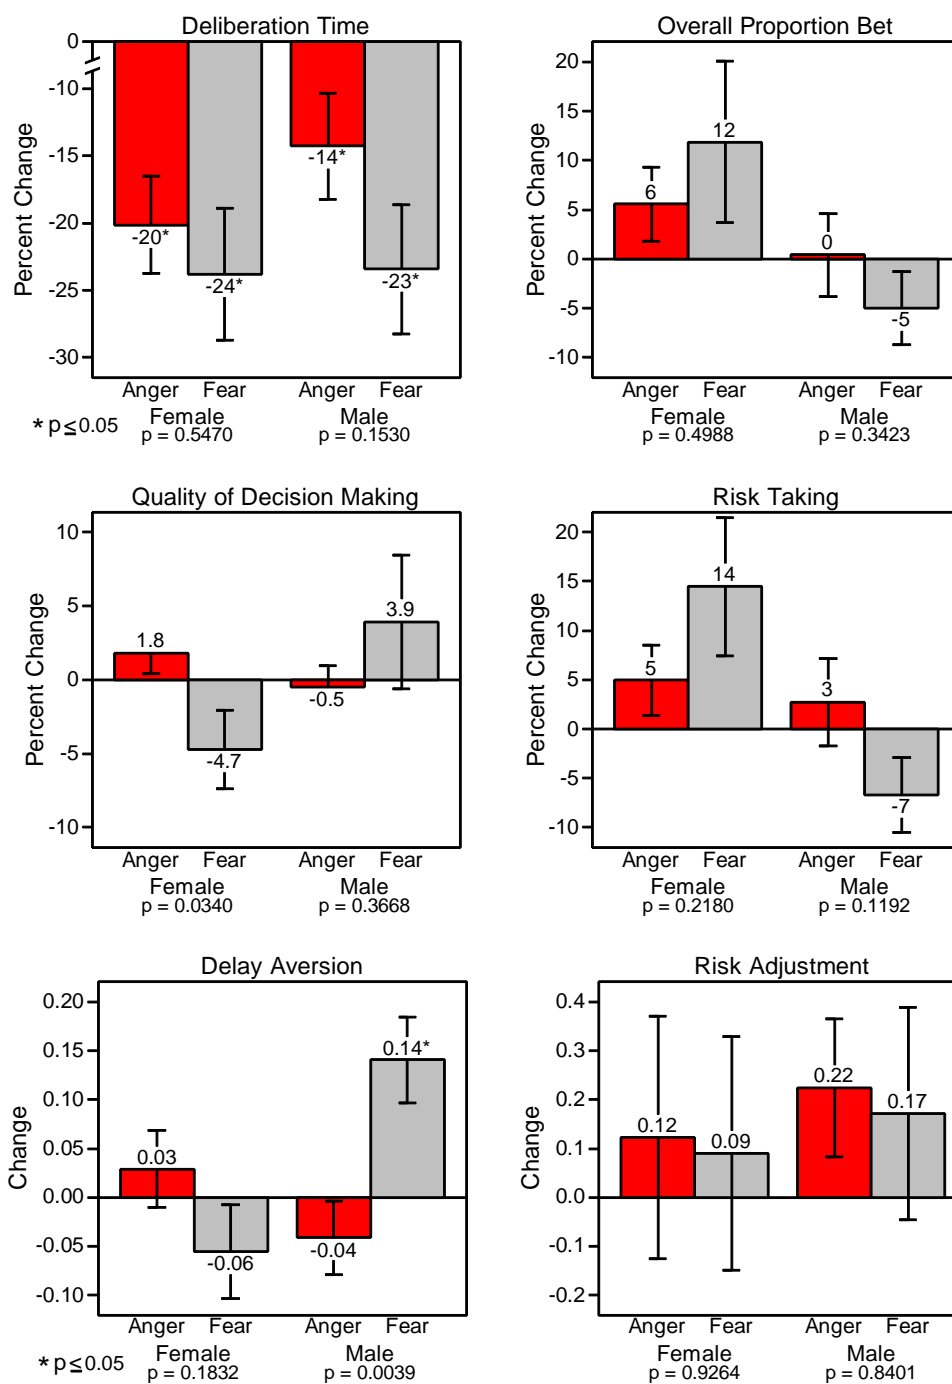 Deliberation Time
Percent Change
0
-10
-15
-20
-25
-30
-20*
-24*
-14*
-23*
Anger Fear Anger Fear
Female Male
* p≤0.05 p = 0.5470 p = 0.1530
Overall Proportion Bet
Percent Change
20
15
10
5
0
-5
-10
6
12
0
-5
Anger Fear Anger Fear
Female Male
p = 0.4988 p = 0.3423
Quality of Decision Making
Percent Change
10
5
0
-5
-10
1.8
-4.7
-0.5
3.9
Anger Fear Anger Fear
Female Male
p = 0.0340 p = 0.3668
Risk Taking
Percent Change
20
15
10
5
0
-5
-10
5
14
3
-7
Anger Fear Anger Fear
Female Male
p = 0.2180 p = 0.1192
Delay Aversion
Change
0.20
0.15
0.10
0.05
0.00
-0.05
-0.10
0.03
-0.06
-0.04
0.14*
Anger Fear Anger Fear
Female Male
* p≤0.05 p = 0.1832 p = 0.0039
Risk Adjustment
Change
0.4
0.3
0.2
0.1
0.0
-0.1
-0.2
0.12
0.09
0.22
0.17
Anger Fear Anger Fear
Female Male
p = 0.9264 p = 0.8401